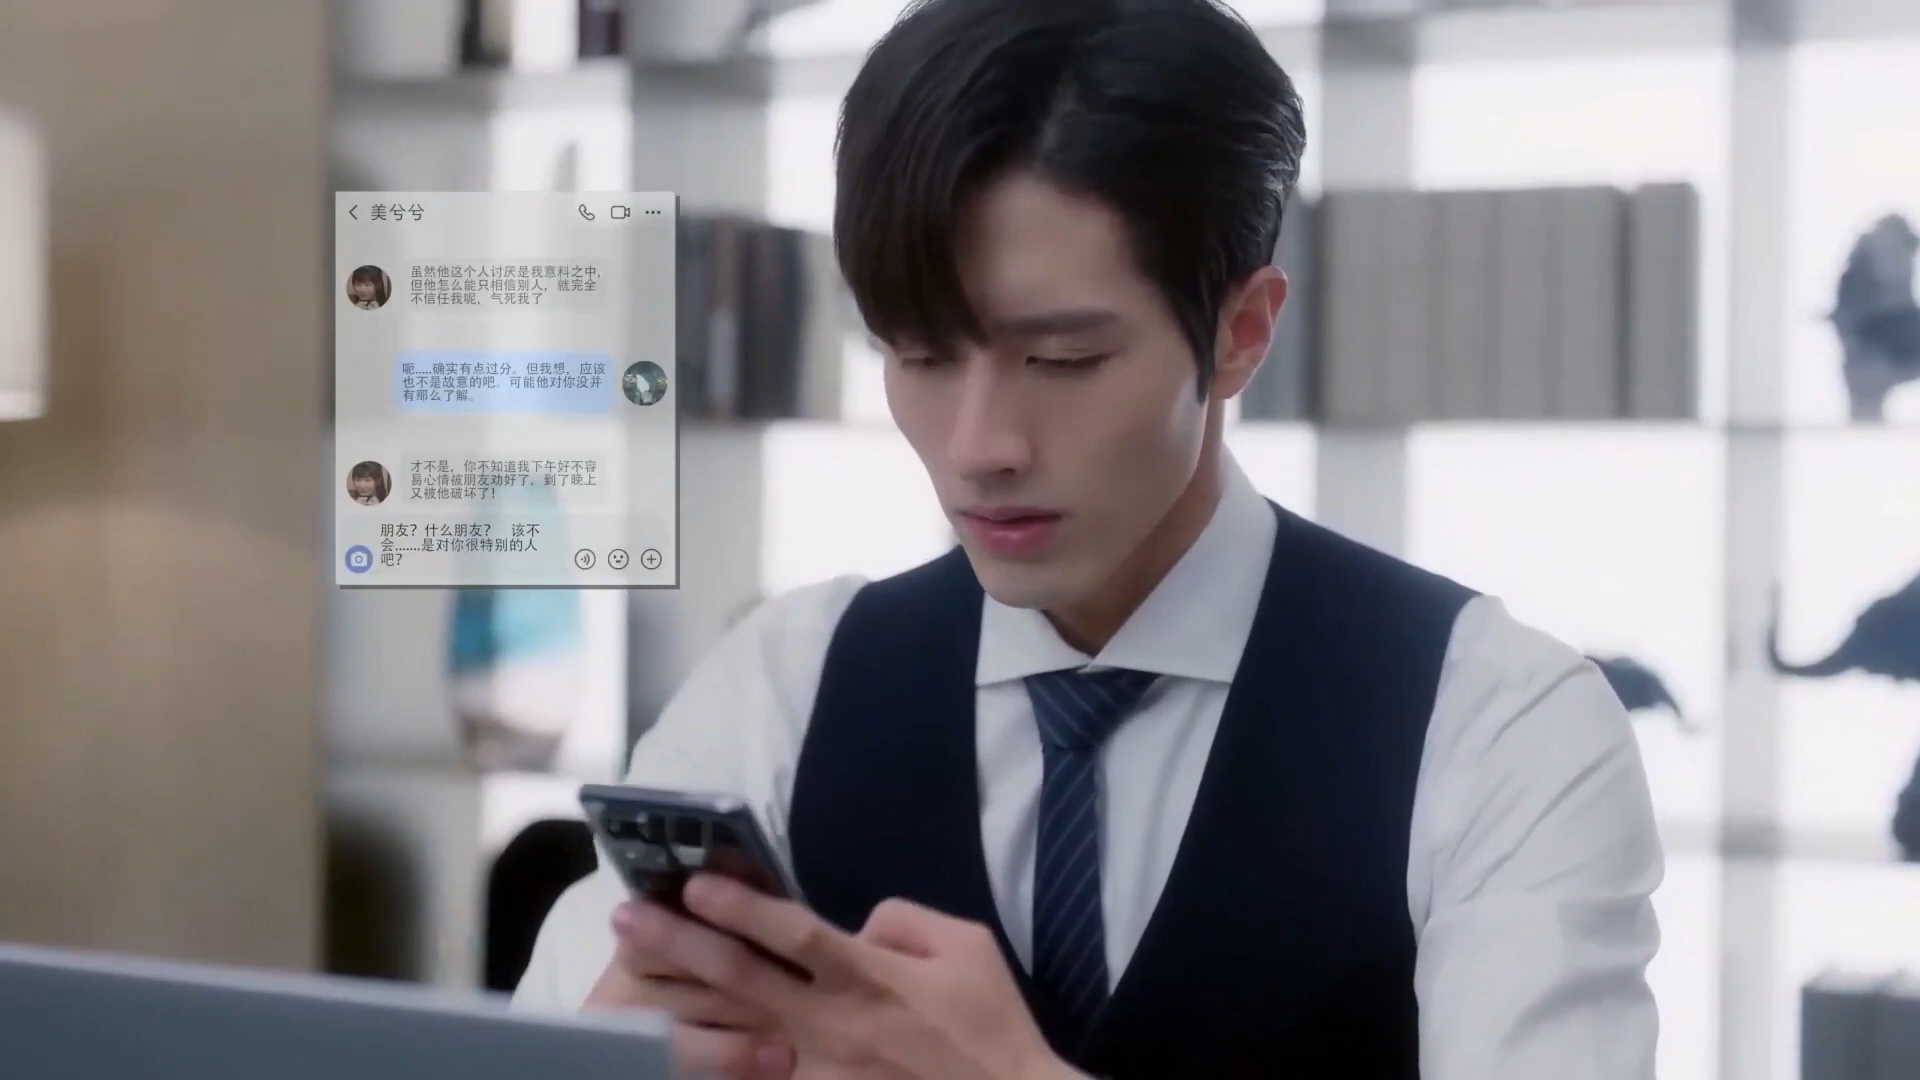 美兮兮
虽然他这个人讨厌是我意料之中,
但他怎么能只相信别人，就完全
不信任我呢，气死我了
呃.....确实有点过分。但我想，应该
也不是故意的吧。可能他对你没并
有那么了解。
才不是，你不知道我下午好不容
易心情被朋友劝好了，到了晚上
又被他破坏了!
朋友？什么朋友？ 该不
会.......是对你很特别的人
吧？